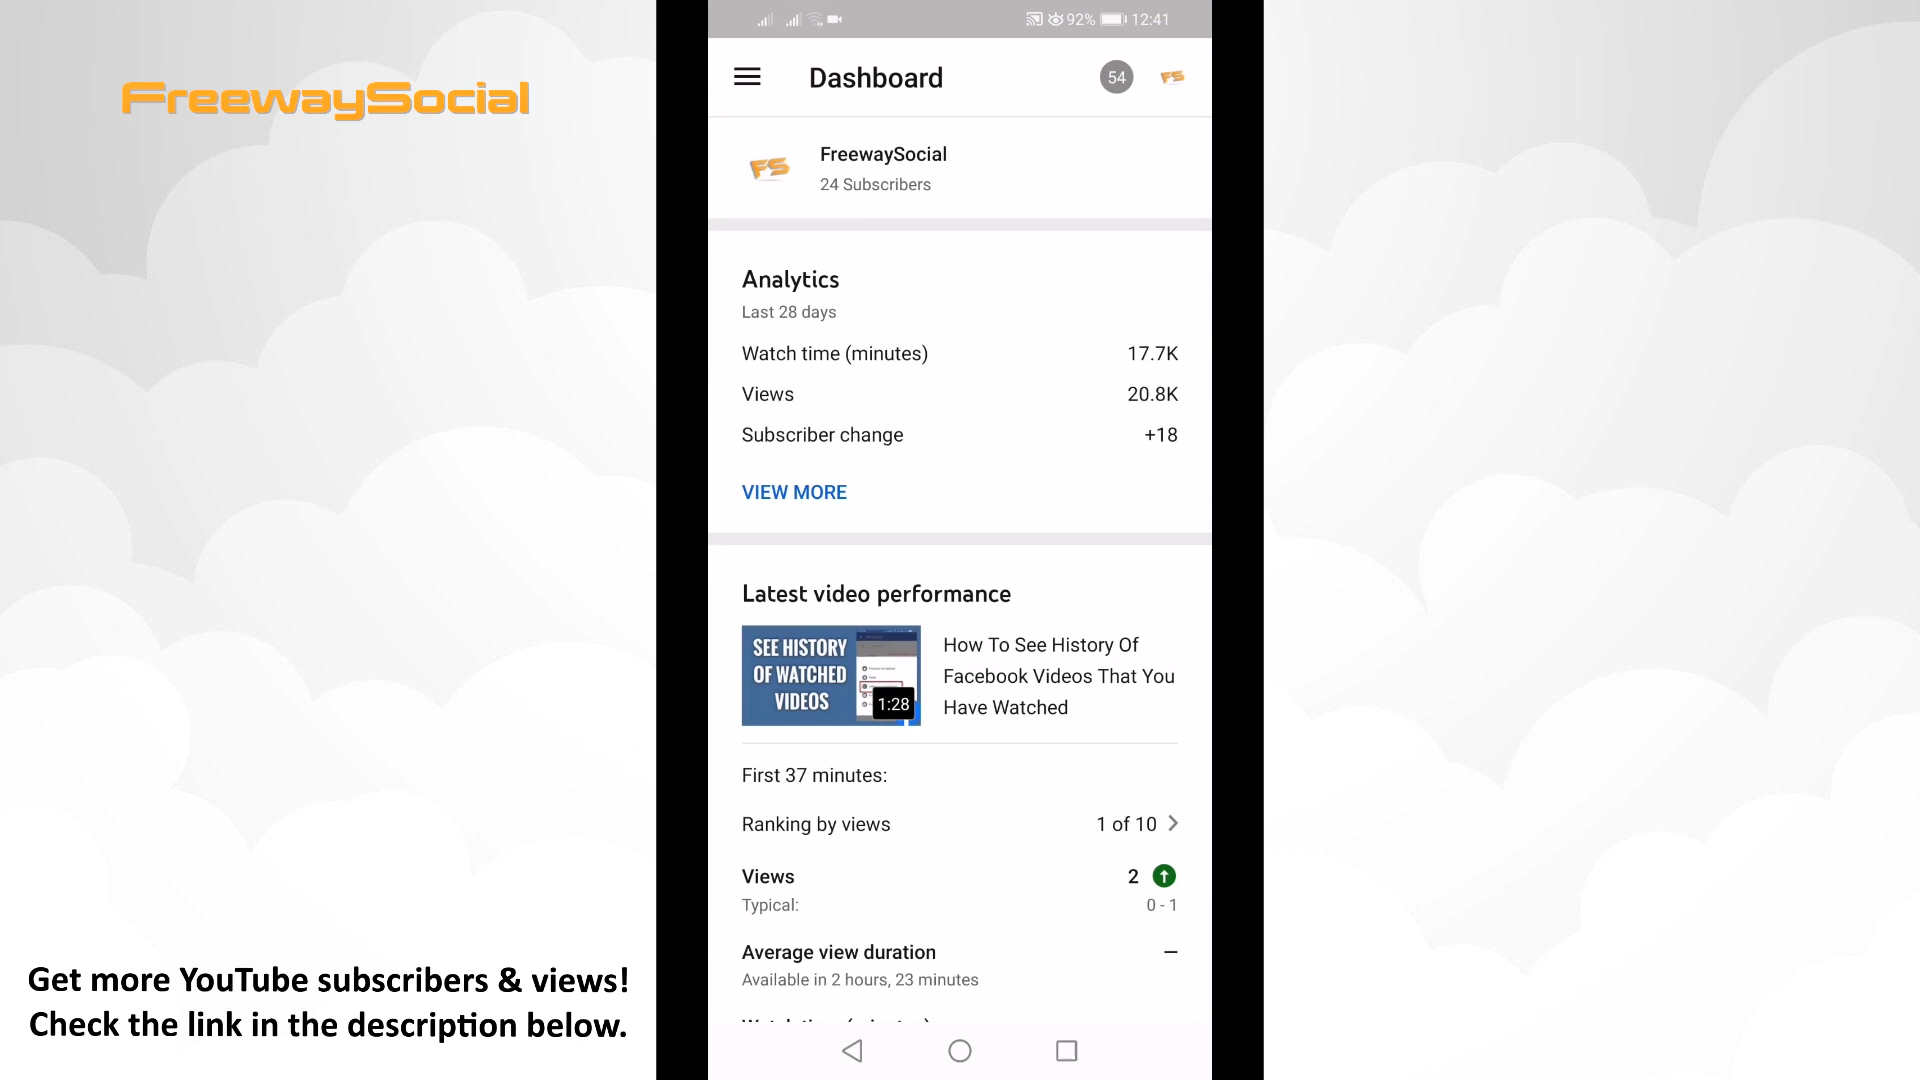 FreewaySocial
92% 12:41
Dashboard
54
FS
FS
FreewaySocial
24 Subscribers
Analytics
Last 28 days
Watch time (minutes) 17.7K
Views 20.8K
Subscriber change +18
VIEW MORE
Latest video performance
SEE HISTORY
OF WATCHED
VIDEOS
1:28
How To See History Of
Facebook Videos That You
Have Watched
First 37 minutes:
Ranking by views 1 of 10
Views 2
Typical: 0 - 1
Average view duration –
Available in 2 hours, 23 minutes
Get more YouTube subscribers & views!
Check the link in the description below.